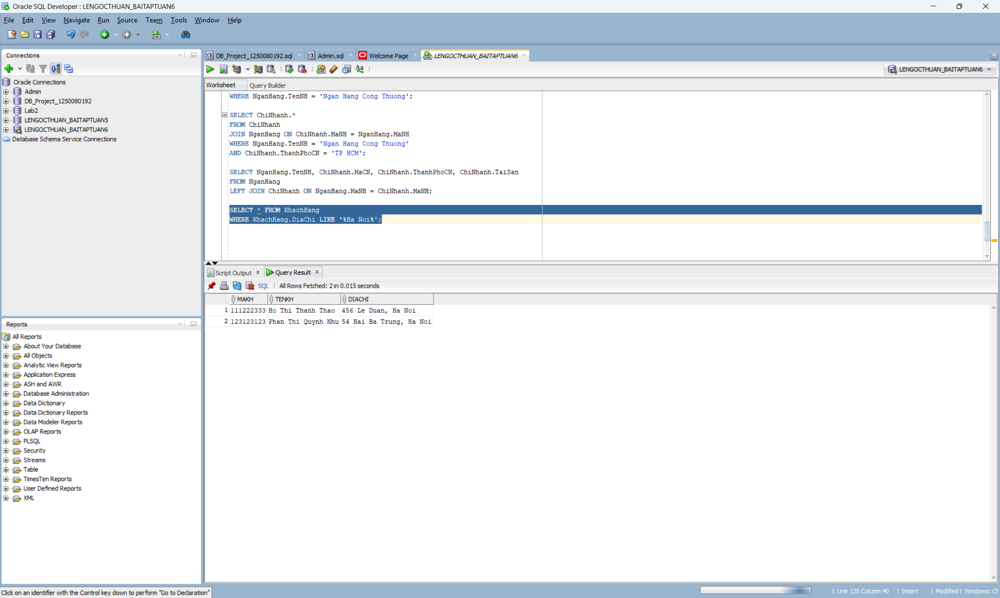 Oracle SQL Developer : LENGOCTHUAN_BAITAPTUAN6
File Edit View Navigate Run Source Team Tools Window Help
Connections
Oracle Connections
Admin
DB_Project_1250080192
Lab2
LENGOCTHUAN_BAITAPTUAN5
LENGOCTHUAN_BAITAPTUAN6
Database Schema Service Connections
Reports
All Reports
About Your Database
All Objects
Analytic View Reports
Application Express
ASH and AWR
Database Administration
Data Dictionary
Data Dictionary Reports
Data Modeler Reports
OLAP Reports
PLSQL
Security
Streams
Table
TimesTen Reports
User Defined Reports
XML
DB_Project_1250080192.sql Admin.sql Welcome Page LENGOCTHUAN_BAITAPTUAN6
LENGOCTHUAN_BAITAPTUAN6
Worksheet Query Builder
WHERE NganHang.TenNH = 'Ngan Hang Cong Thuong';
SELECT ChiNhanh.*
FROM ChiNhanh
JOIN NganHang ON ChiNhanh.MaNH = NganHang.MaNH
WHERE NganHang.TenNH = 'Ngan Hang Cong Thuong'
AND ChiNhanh.ThanhPhoCN = 'TP HCM';
SELECT NganHang.TenNH, ChiNhanh.MaCN, ChiNhanh.ThanhPhoCN, ChiNhanh.TaiSan
FROM NganHang
LEFT JOIN ChiNhanh ON NganHang.MaNH = ChiNhanh.MaNH;
SELECT * FROM KhachHang
WHERE KhachHang.DiaChi LIKE '%Ha Noi%';
Script Output x Query Result x
SQL | All Rows Fetched: 2 in 0.015 seconds
MAKH TENKH DIACHI
1 111222333 Ho Thi Thanh Thao 456 Le Duan, Ha Noi
2 123123123 Phan Thi Quynh Nhu 54 Hai Ba Trung, Ha Noi
Click on an identifier with the Control key down to perform "Go to Declaration"
| Line 120 Column 40 | Insert | Modified | Windows: